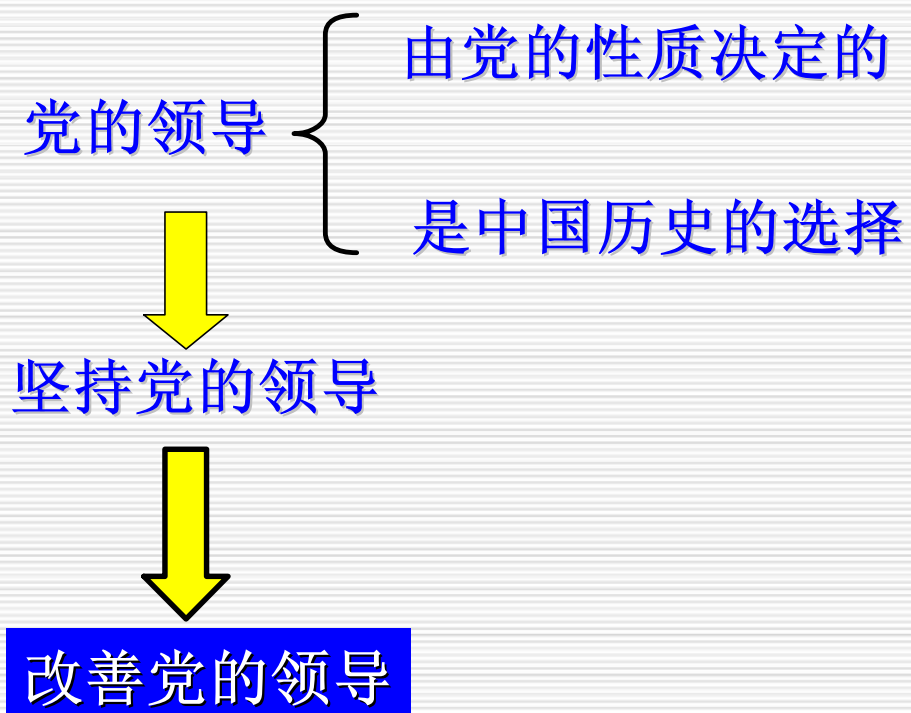 由党的性质决定的
党的领导
是中国历史的选择
坚持党的领导
改善党的领导